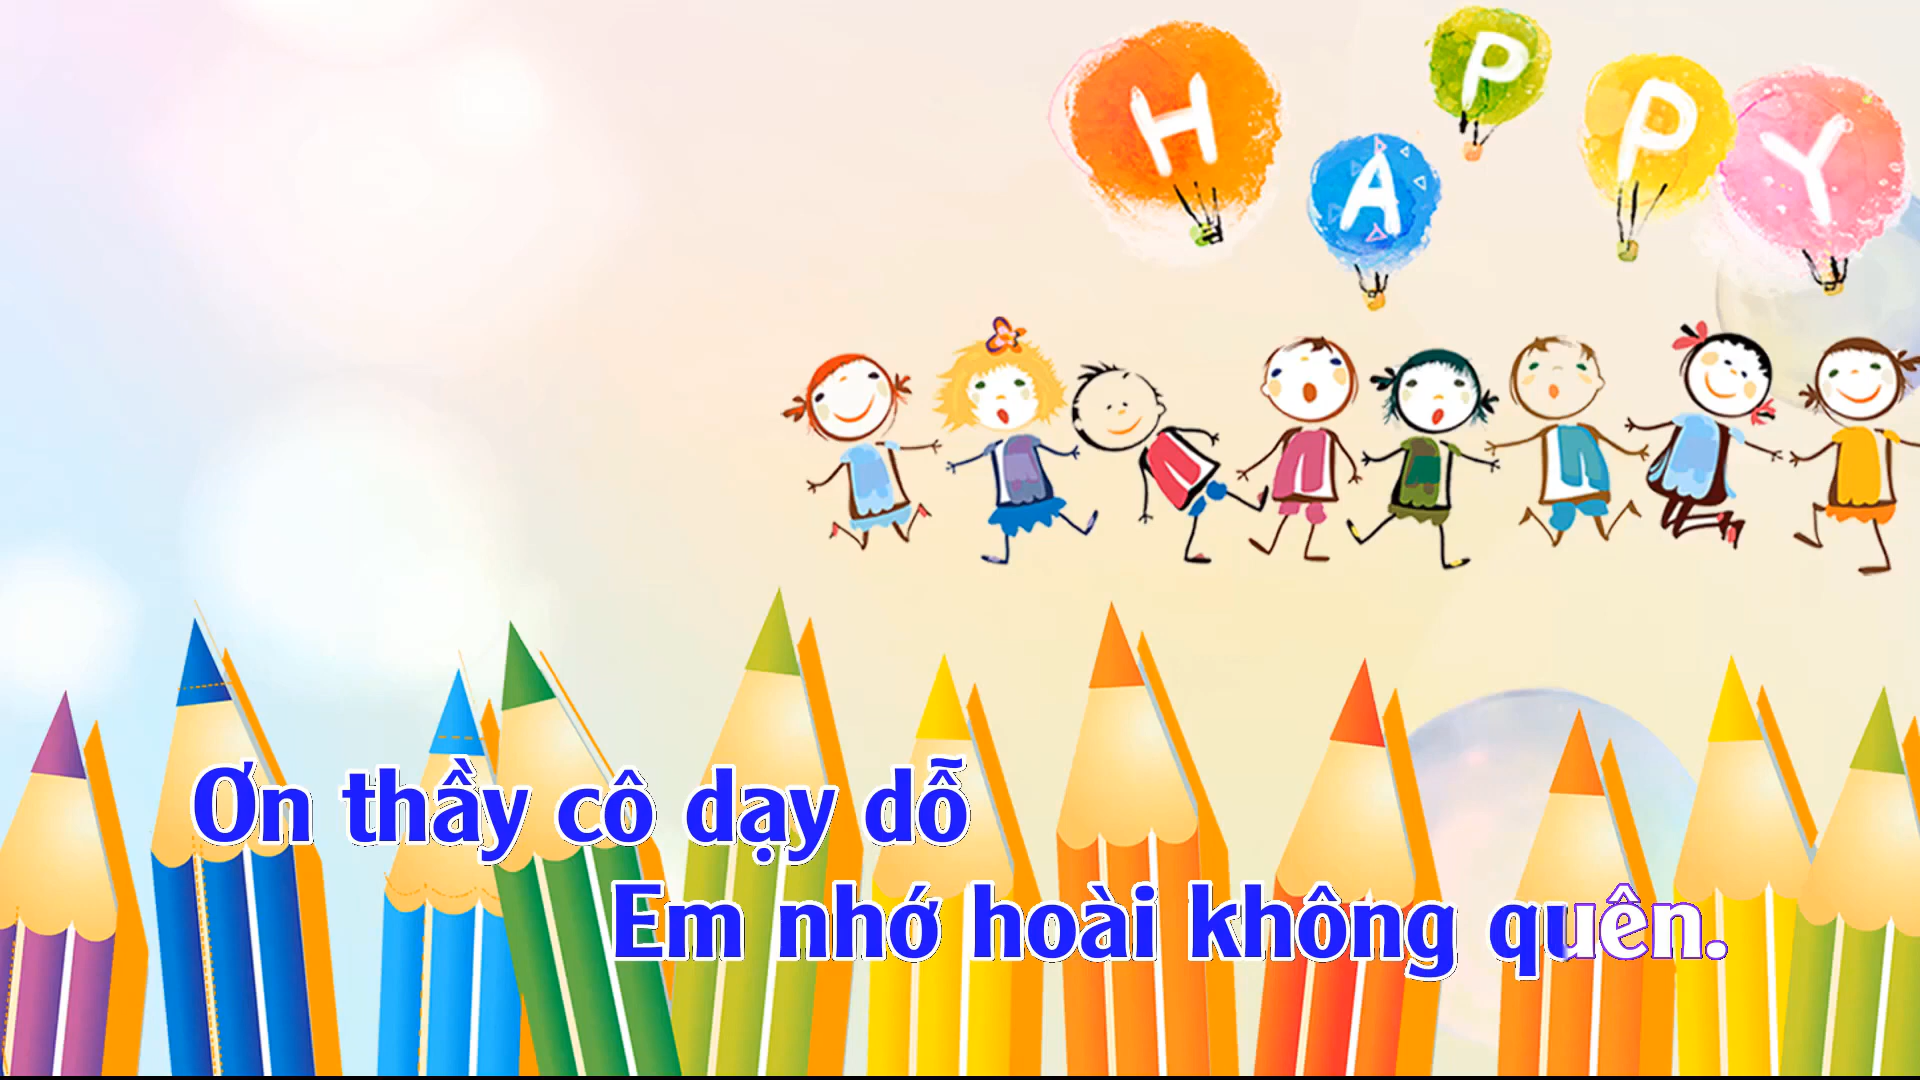 HAPPY
Ơn thầy cô dạy dỗ
Em nhớ hoài không quên.